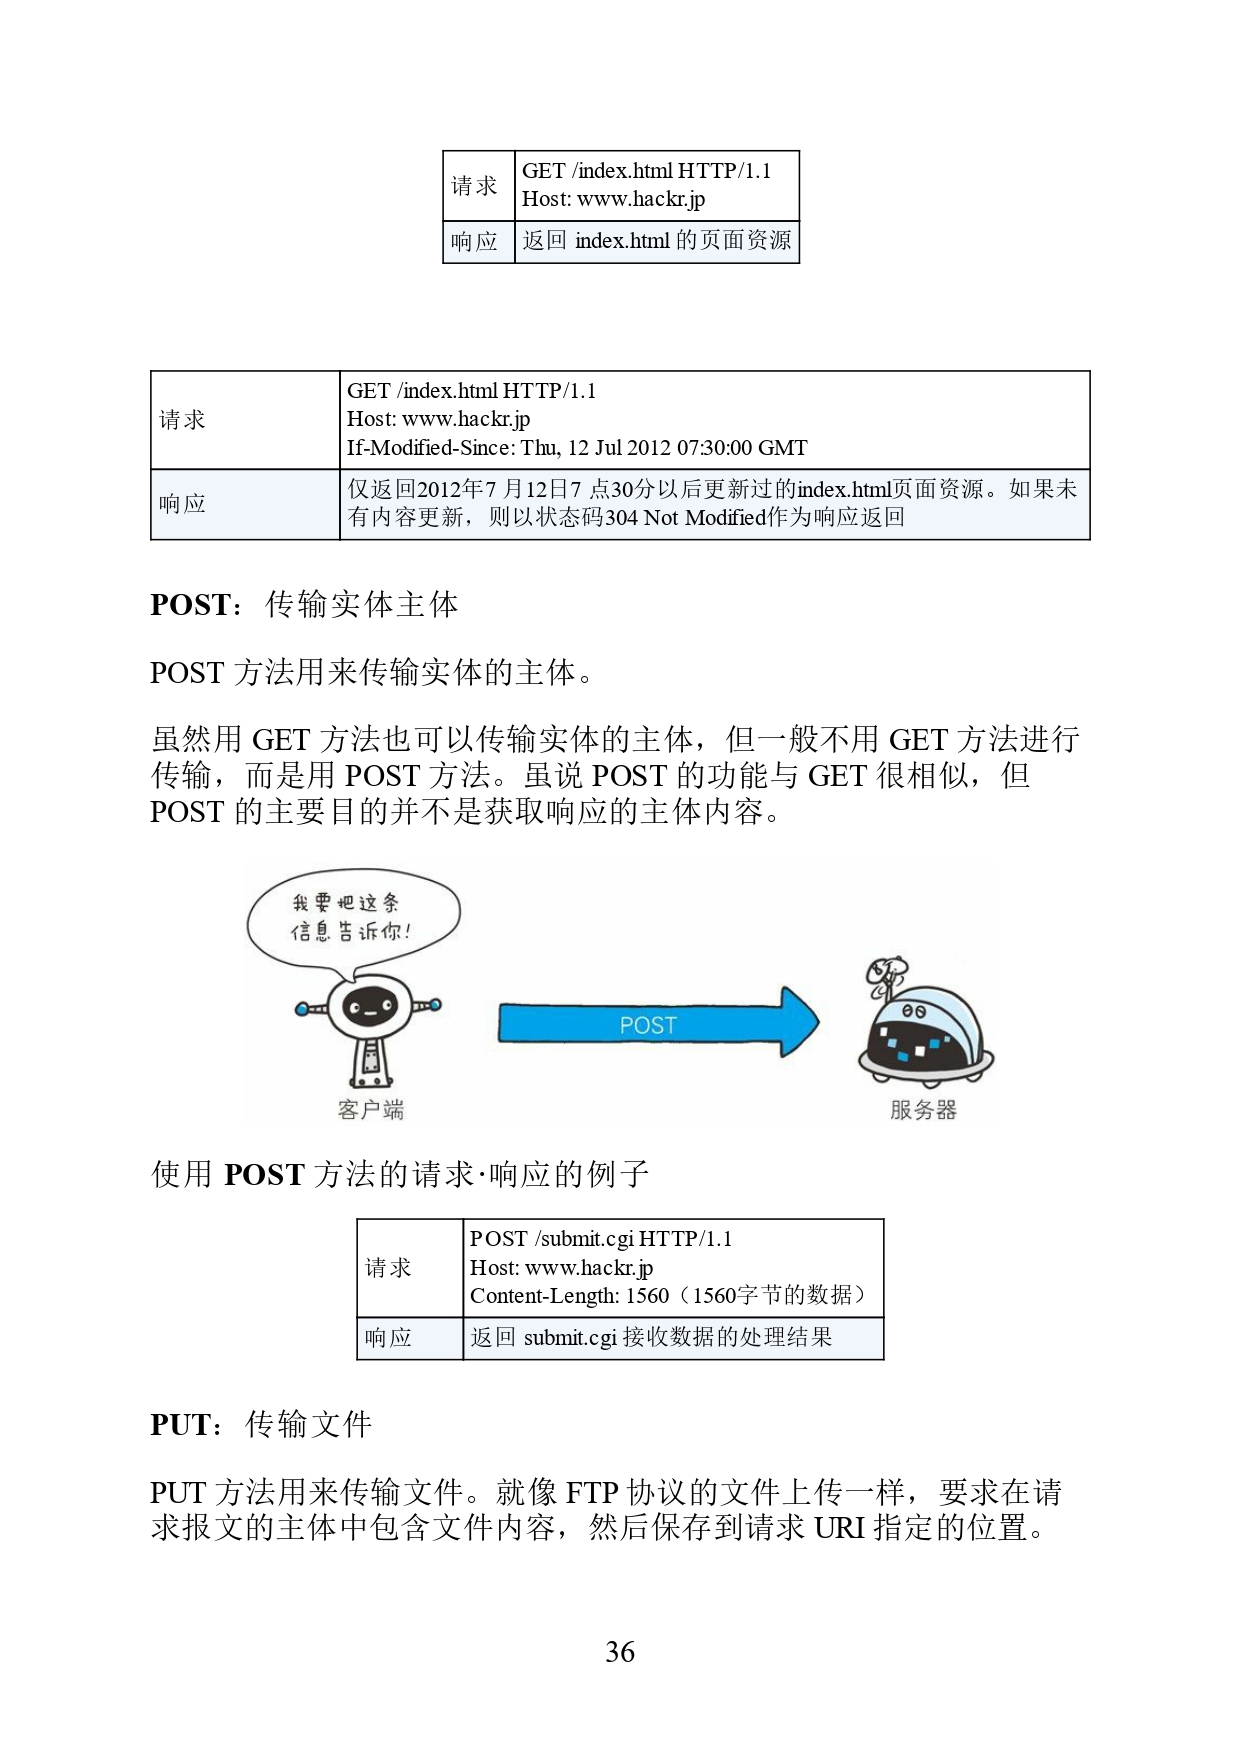 请求
GET /index.html HTTP/1.1
Host: www.hackr.jp
响应
返回 index.html 的页面资源
请求
GET /index.html HTTP/1.1
Host: www.hackr.jp
If-Modified-Since: Thu, 12 Jul 2012 07:30:00 GMT
响应
仅返回2012年7 月12日7 点30分以后更新过的index.html页面资源。如果未
有内容更新，则以状态码304 Not Modified作为响应返回
POST：传输实体主体
POST 方法用来传输实体的主体。
虽然用 GET 方法也可以传输实体的主体，但一般不用 GET 方法进行
传输，而是用 POST 方法。虽说 POST 的功能与 GET 很相似，但
POST 的主要目的并不是获取响应的主体内容。
我要把这条
信息告诉你!
POST
客户端
服务器
使用 POST 方法的请求·响应的例子
请求
POST /submit.cgi HTTP/1.1
Host: www.hackr.jp
Content-Length: 1560（1560字节的数据）
响应
返回 submit.cgi 接收数据的处理结果
PUT：传输文件
PUT 方法用来传输文件。就像 FTP 协议的文件上传一样，要求在请
求报文的主体中包含文件内容，然后保存到请求 URI 指定的位置。
36